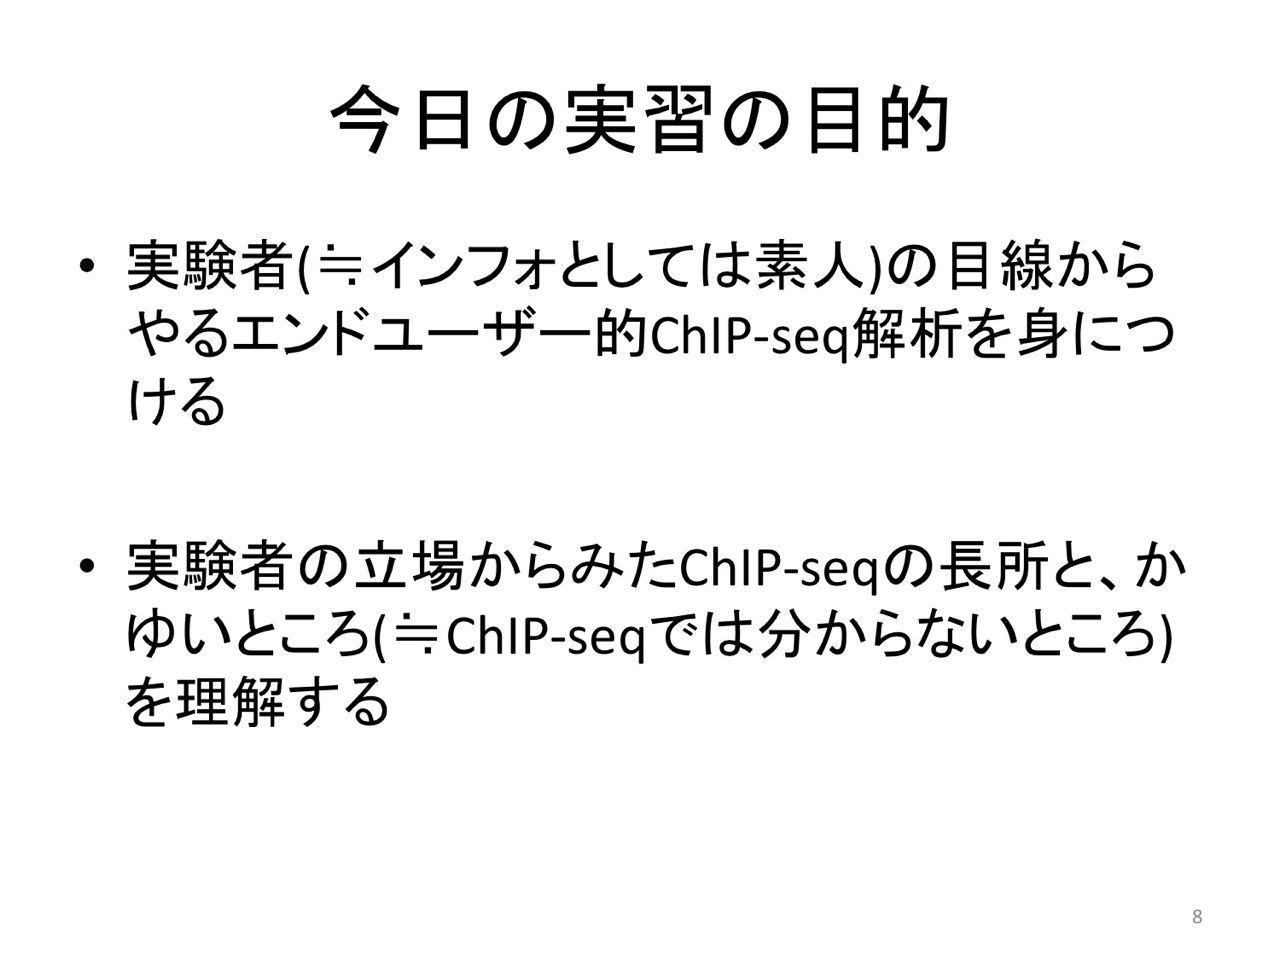 今日の実習の目的
• 実験者(≒インフォとしては素人)の目線から
やるエンドユーザー的ChIP-seq解析を身につ
ける
• 実験者の立場からみたChIP-seqの長所と、か
ゆいところ(≒ChIP-seqでは分からないところ)
を理解する
8